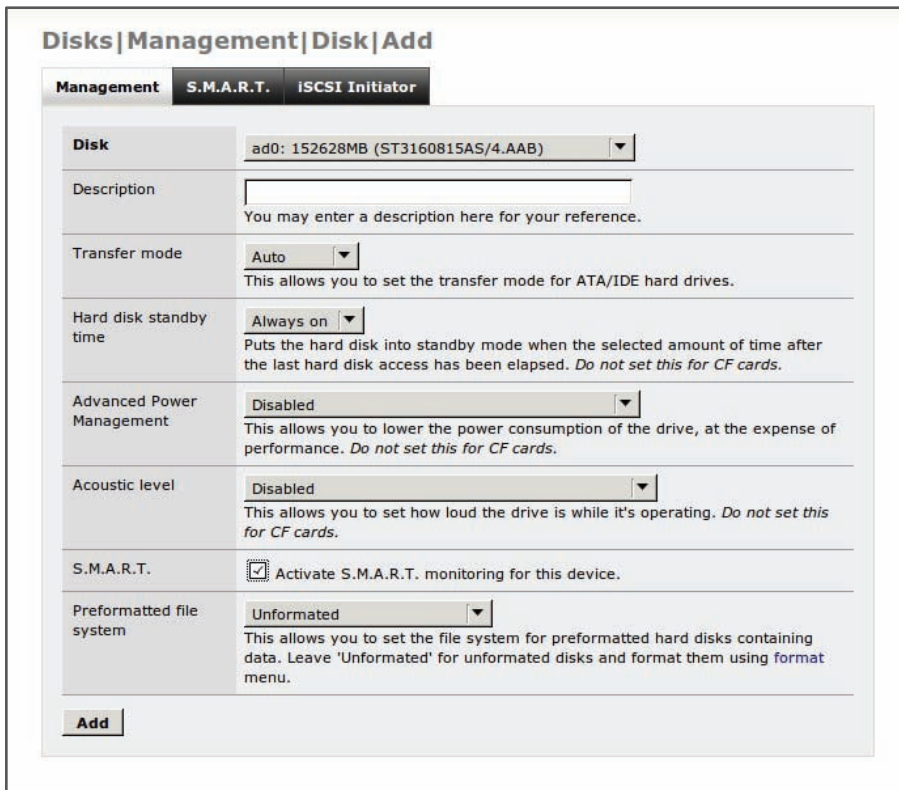 Disks|Management|Disk|Add
Management S.M.A.R.T. iSCSI Initiator
Disk
ad0: 152628MB (ST3160815AS/4.AAB)
Description
You may enter a description here for your reference.
Transfer mode
Auto
This allows you to set the transfer mode for ATA/IDE hard drives.
Hard disk standby
time
Always on
Puts the hard disk into standby mode when the selected amount of time after
the last hard disk access has been elapsed. Do not set this for CF cards.
Advanced Power
Management
Disabled
This allows you to lower the power consumption of the drive, at the expense of
performance. Do not set this for CF cards.
Acoustic level
Disabled
This allows you to set how loud the drive is while it's operating. Do not set this
for CF cards.
S.M.A.R.T.
Activate S.M.A.R.T. monitoring for this device.
Preformatted file
system
Unformated
This allows you to set the file system for preformatted hard disks containing
data. Leave 'Unformated' for unformated disks and format them using format
menu.
Add